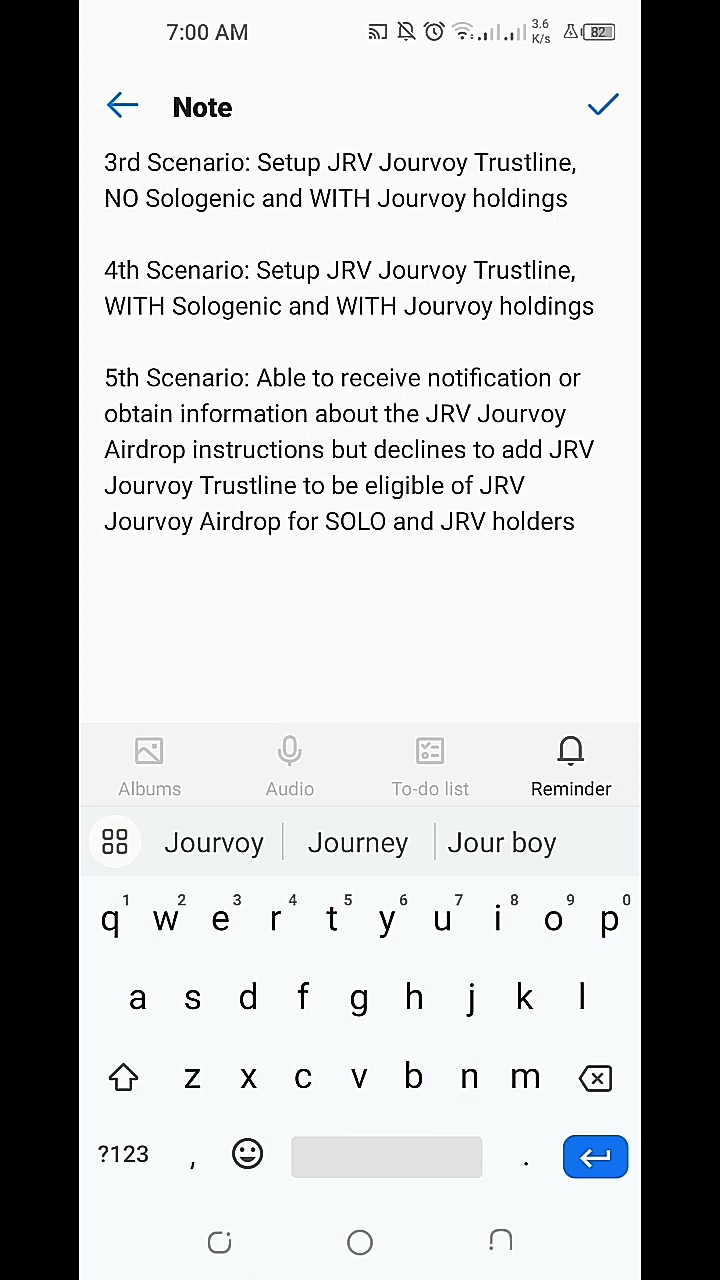 7:00 AM
3.6
K/s
82
Note
3rd Scenario: Setup JRV Jourvoy Trustline,
NO Sologenic and WITH Jourvoy holdings
4th Scenario: Setup JRV Jourvoy Trustline,
WITH Sologenic and WITH Jourvoy holdings
5th Scenario: Able to receive notification or
obtain information about the JRV Jourvoy
Airdrop instructions but declines to add JRV
Jourvoy Trustline to be eligible of JRV
Jourvoy Airdrop for SOLO and JRV holders
Albums Audio To-do list Reminder
Jourvoy Journey Jour boy
1 2 3 4 5 6 7 8 9 0
q w e r t y u i o p
a s d f g h j k l
z x c v b n m
?123 , .